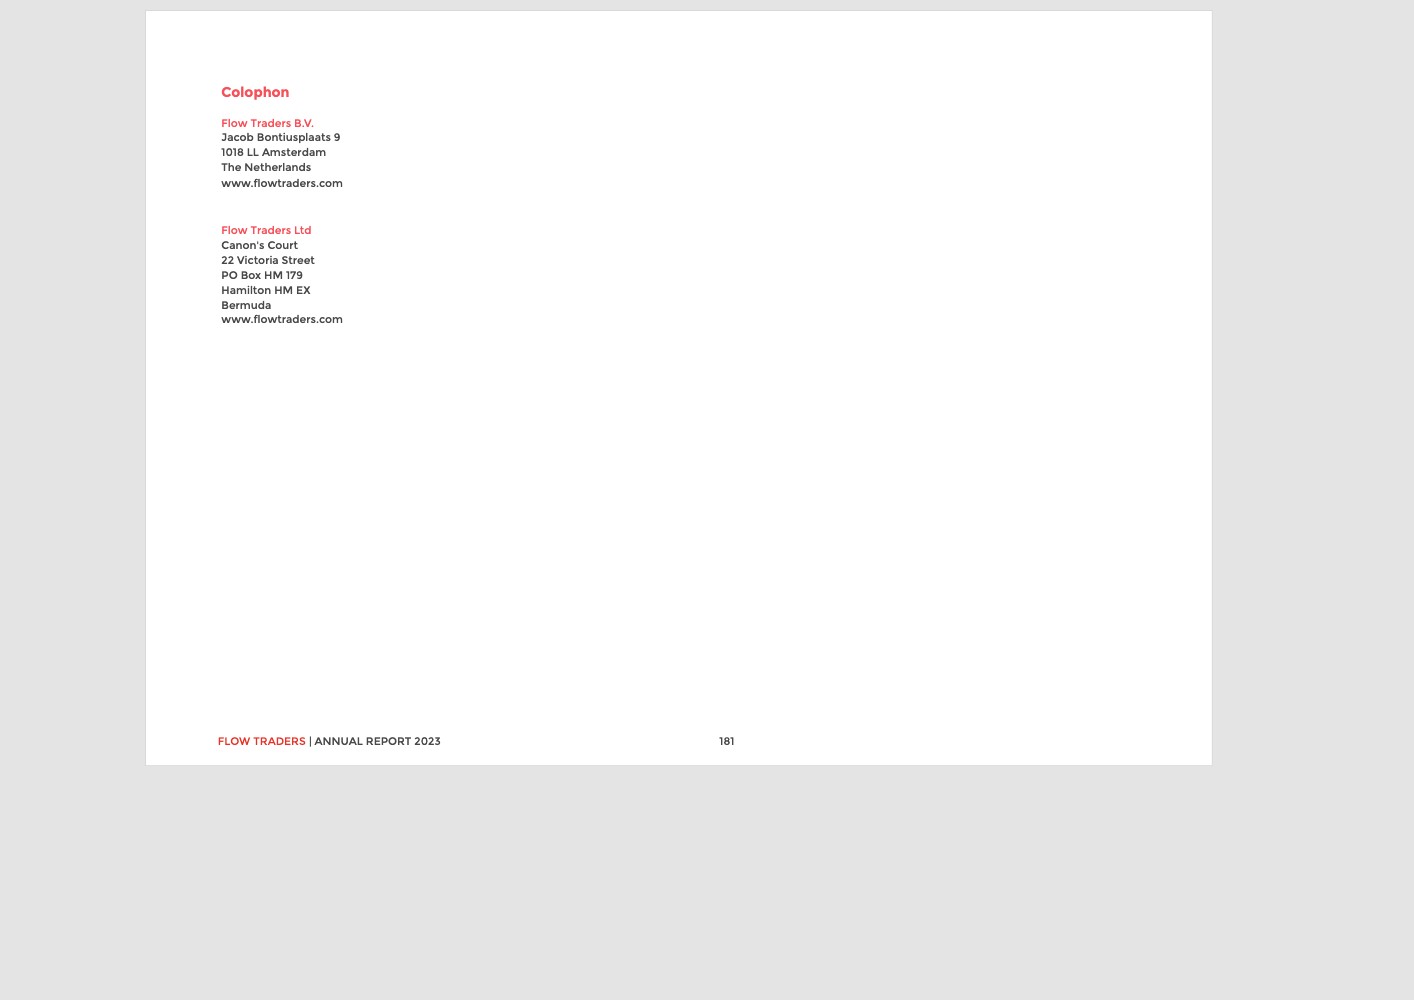 Colophon
Flow Traders B.V.
Jacob Bontiusplaats 9
1018 LL Amsterdam
The Netherlands
www.flowtraders.com
Flow Traders Ltd
Canon's Court
22 Victoria Street
PO Box HM 179
Hamilton HM EX
Bermuda
www.flowtraders.com
FLOW TRADERS | ANNUAL REPORT 2023
181